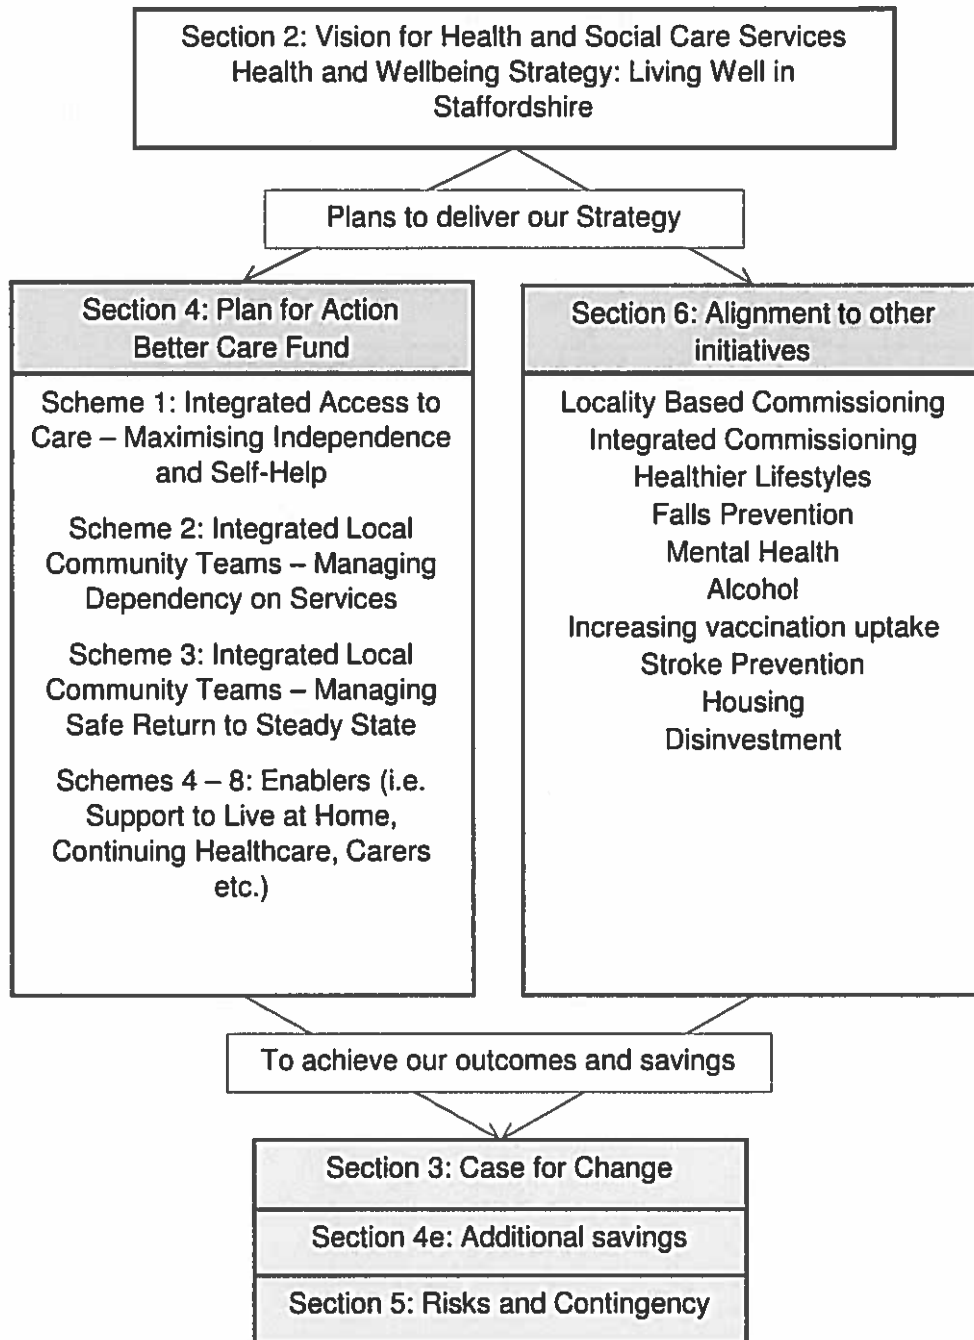 Section 2: Vision for Health and Social Care Services
Health and Wellbeing Strategy: Living Well in
Staffordshire
Plans to deliver our Strategy
Section 4: Plan for Action
Better Care Fund
Scheme 1: Integrated Access to
Care – Maximising Independence
and Self-Help
Scheme 2: Integrated Local
Community Teams – Managing
Dependency on Services
Scheme 3: Integrated Local
Community Teams – Managing
Safe Return to Steady State
Schemes 4 – 8: Enablers (i.e.
Support to Live at Home,
Continuing Healthcare, Carers
etc.)
Section 6: Alignment to other
initiatives
Locality Based Commissioning
Integrated Commissioning
Healthier Lifestyles
Falls Prevention
Mental Health
Alcohol
Increasing vaccination uptake
Stroke Prevention
Housing
Disinvestment
To achieve our outcomes and savings
Section 3: Case for Change
Section 4e: Additional savings
Section 5: Risks and Contingency